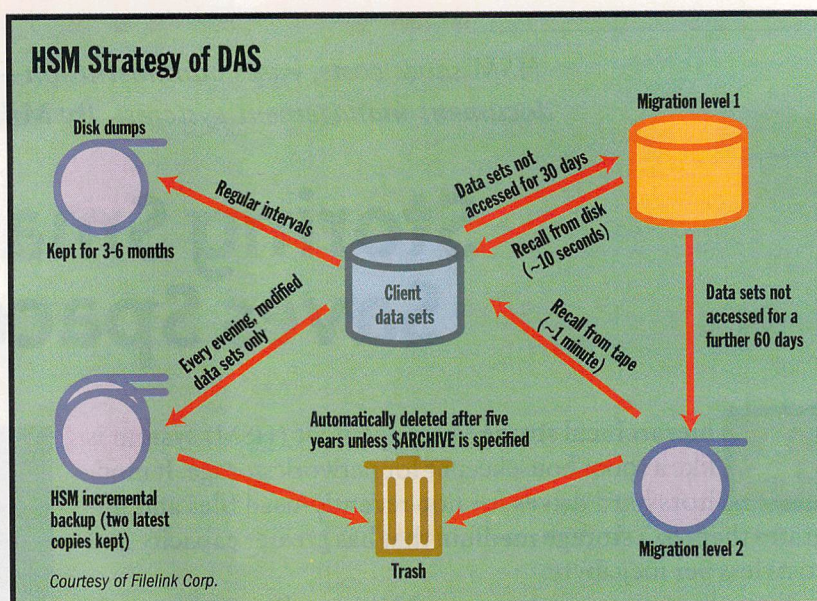 HSM Strategy of DAS
Disk dumps
Kept for 3-6 months
Regular intervals
Data sets not
accessed for 30 days
Recall from disk
(~10 seconds)
Migration level 1
Client
data sets
Every evening, modified
data sets only
Recall from tape
(~1 minute)
Data sets not
accessed for a
further 60 days
Automatically deleted after five
years unless $ARCHIVE is specified
HSM incremental
backup (two latest
copies kept)
Trash
Migration level 2
Courtesy of Filelink Corp.